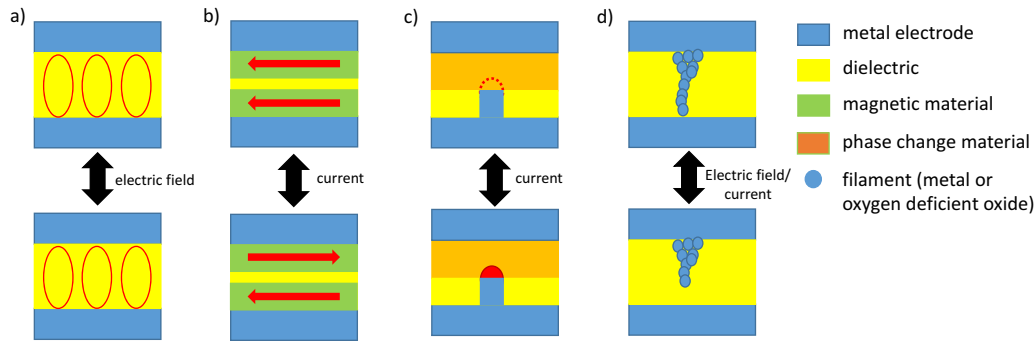 a)
b)
c)
d)
metal electrode
dielectric
magnetic material
phase change material
filament (metal or
oxygen deficient oxide)
electric field
current
current
Electric field/
current